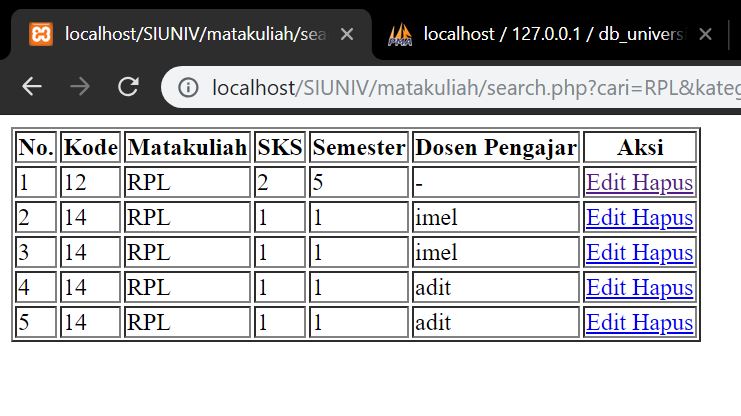 localhost/SIUNIV/matakuliah/sea
localhost / 127.0.0.1 / db_univers
localhost/SIUNIV/matakuliah/search.php?cari=RPL&kateg
No. Kode Matakuliah SKS Semester Dosen Pengajar Aksi
1 12 RPL 2 5 - Edit Hapus
2 14 RPL 1 1 imel Edit Hapus
3 14 RPL 1 1 imel Edit Hapus
4 14 RPL 1 1 adit Edit Hapus
5 14 RPL 1 1 adit Edit Hapus